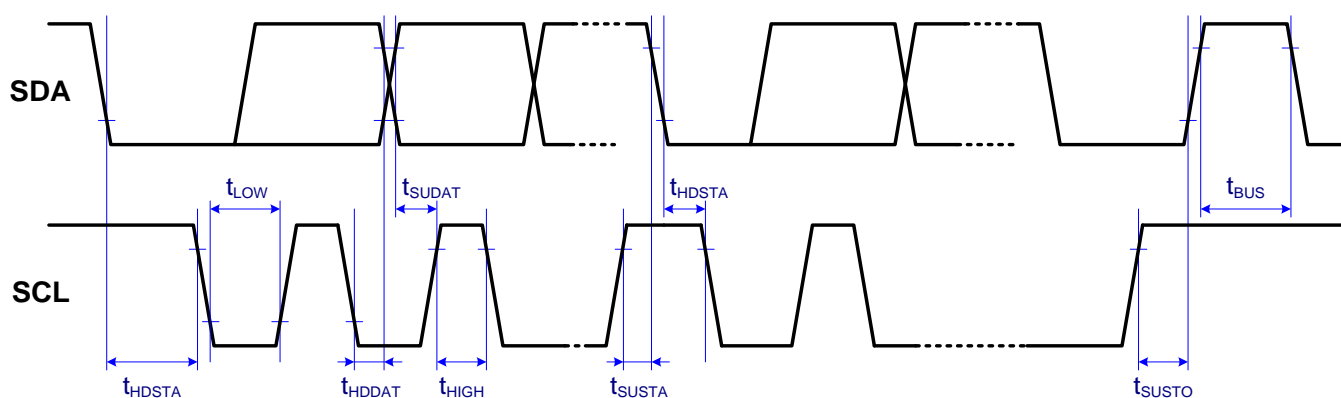 SDA
tLOW tSUDAT tHDSTA tBUS
SCL
tHDSTA tHDDAT tHIGH tSUSTA tSUSTO